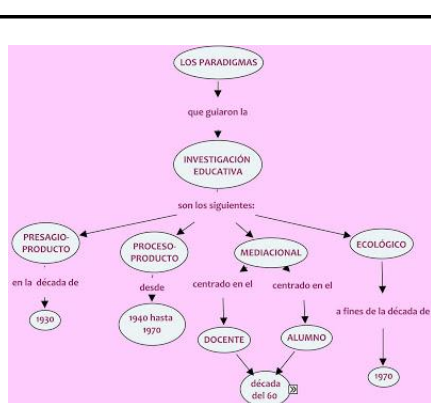 LOS PARADIGMAS
que guiaron la
INVESTIGACIÓN
EDUCATIVA
son los siguientes:
PRESAGIO-
PRODUCTO
en la década de
1930
PROCESO-
PRODUCTO
desde
1940 hasta
1970
MEDIACIONAL
centrado en el
DOCENTE
centrado en el
ALUMNO
década
del 60
ECOLÓGICO
a fines de la década de
1970